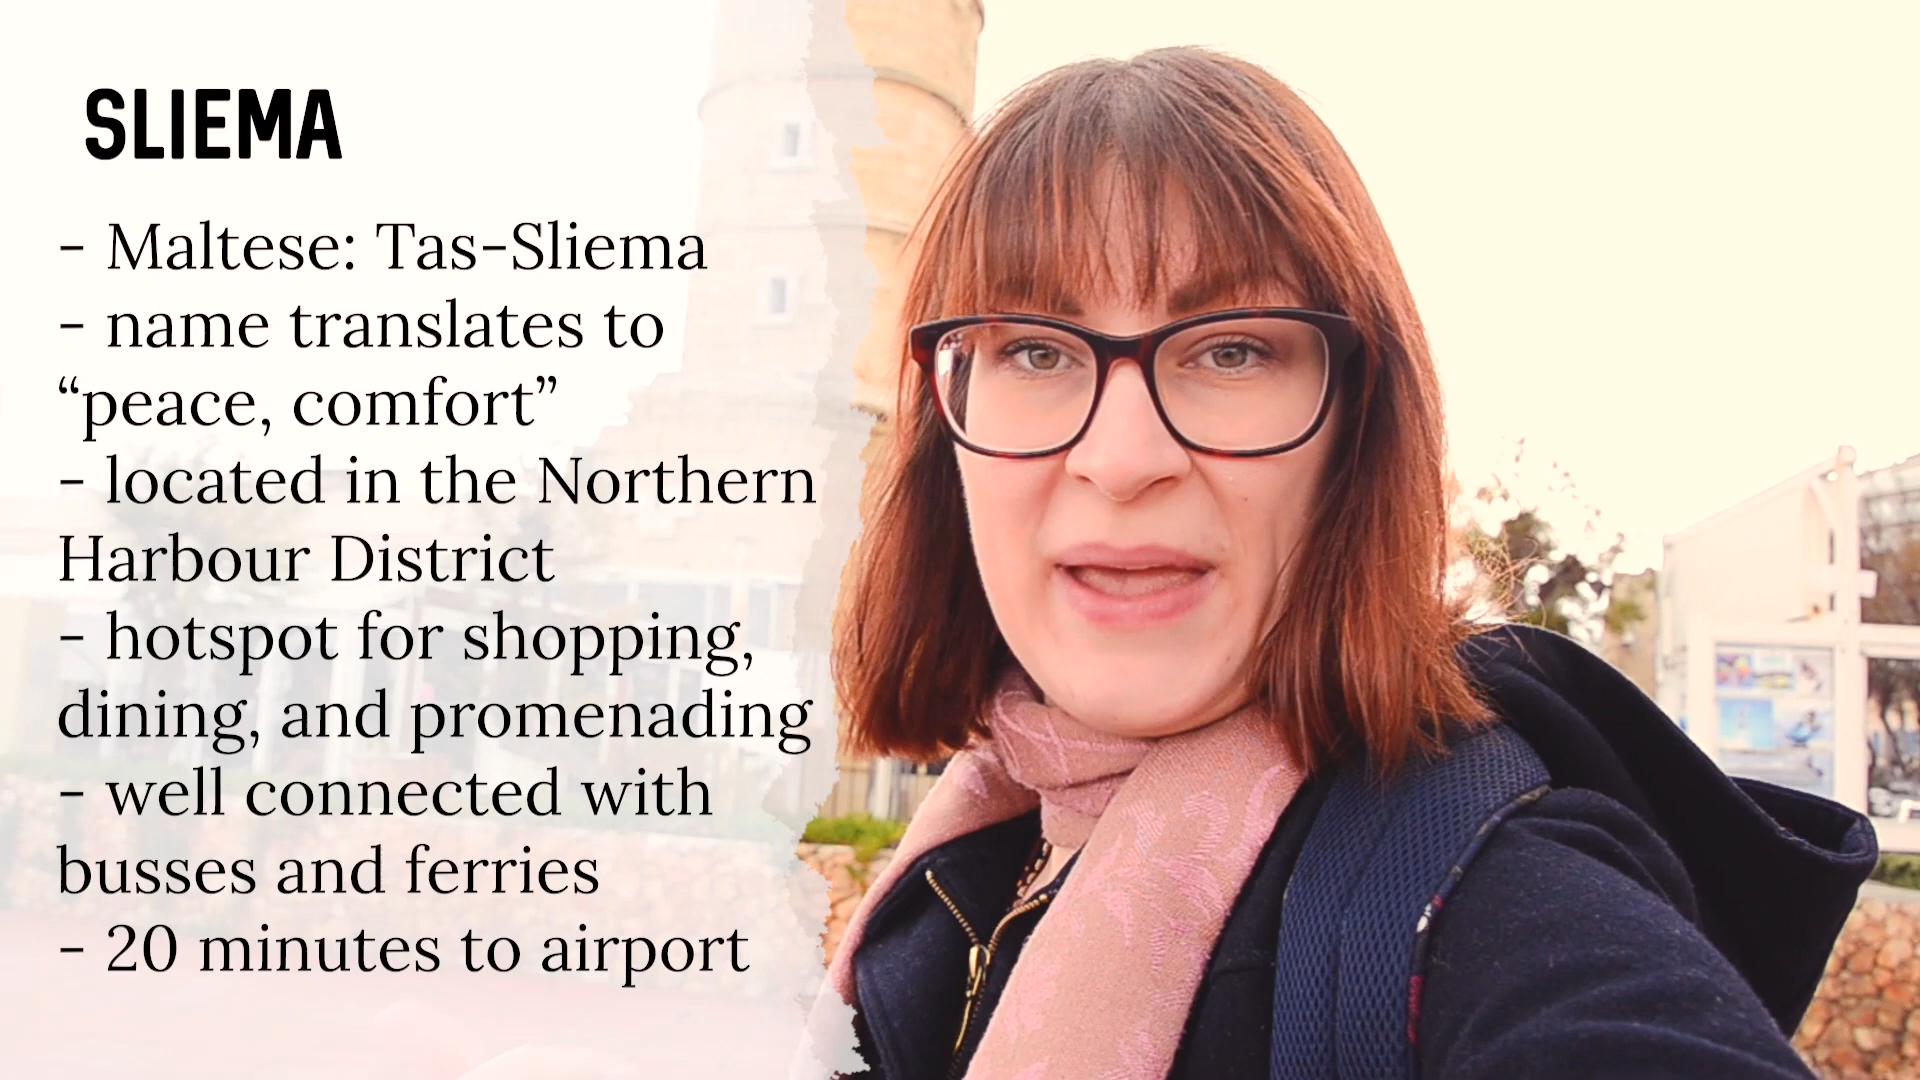 SLIEMA
- Maltese: Tas-Sliema
- name translates to
“peace, comfort”
- located in the Northern
Harbour District
- hotspot for shopping,
dining, and promenading
- well connected with
busses and ferries
- 20 minutes to airport